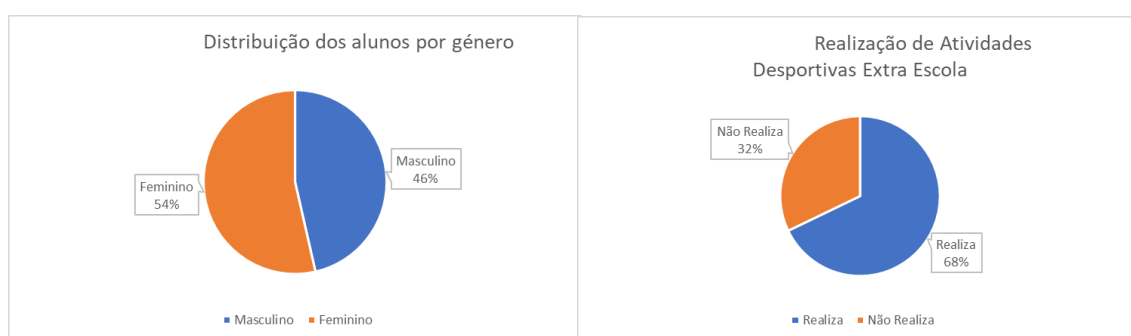 Distribuição dos alunos por género
Masculino
46%
Feminino
54%
Masculino Feminino
Realização de Atividades
Desportivas Extra Escola
Não Realiza
32%
Realiza
68%
Realiza Não Realiza